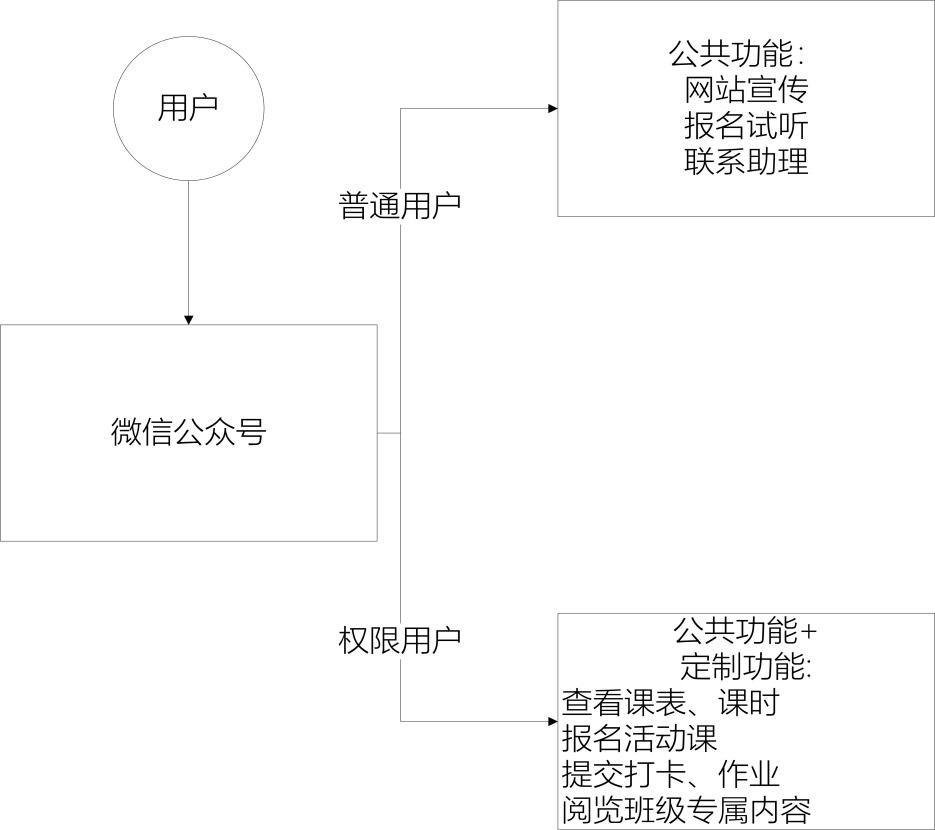 用户
公共功能：
网站宣传
报名试听
联系助理
普通用户
微信公众号
权限用户
公共功能+
定制功能:
查看课表、课时
报名活动课
提交打卡、作业
阅览班级专属内容